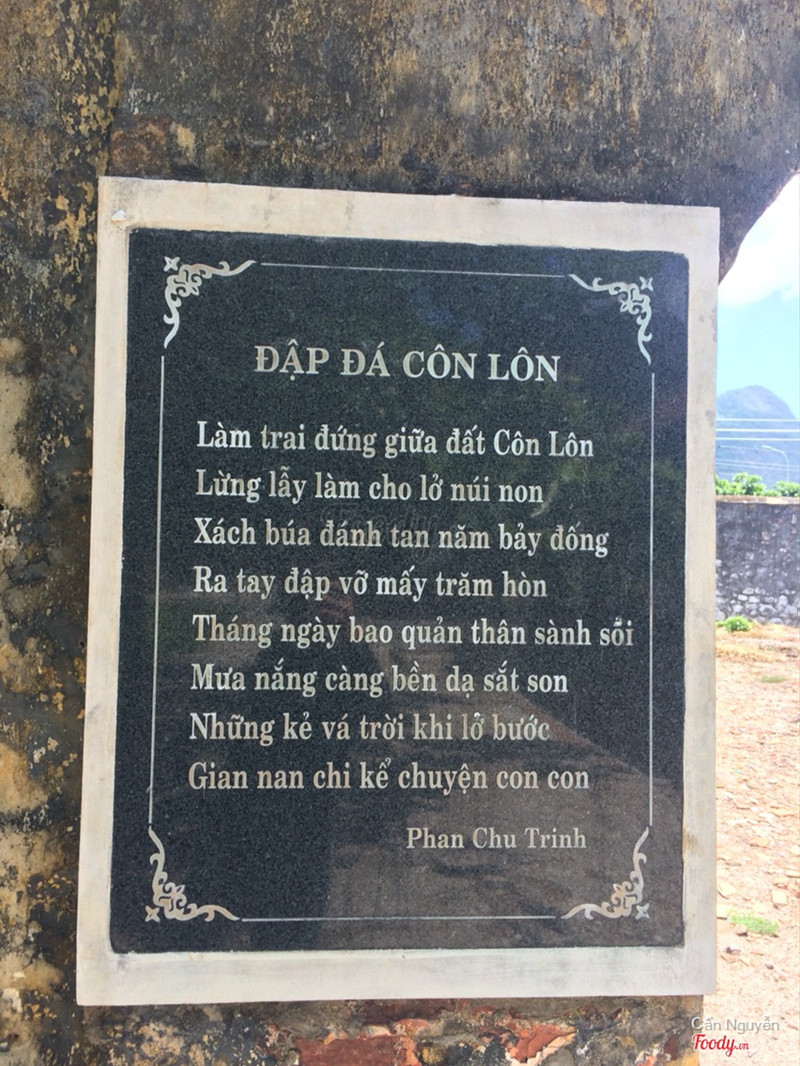 ĐẬP ĐÁ CÔN LÔN
Làm trai đứng giữa đất Côn Lôn
Lừng lẫy làm cho lở núi non
Xách búa đánh tan năm bảy đống
Ra tay đập vỡ mấy trăm hòn
Tháng ngày bao quản thân sành sỏi
Mưa nắng càng bền dạ sắt son
Những kẻ vá trời khi lỡ bước
Gian nan chi kể chuyện con con
Phan Chu Trinh
Cẩn Nguyễn
Foody.vn